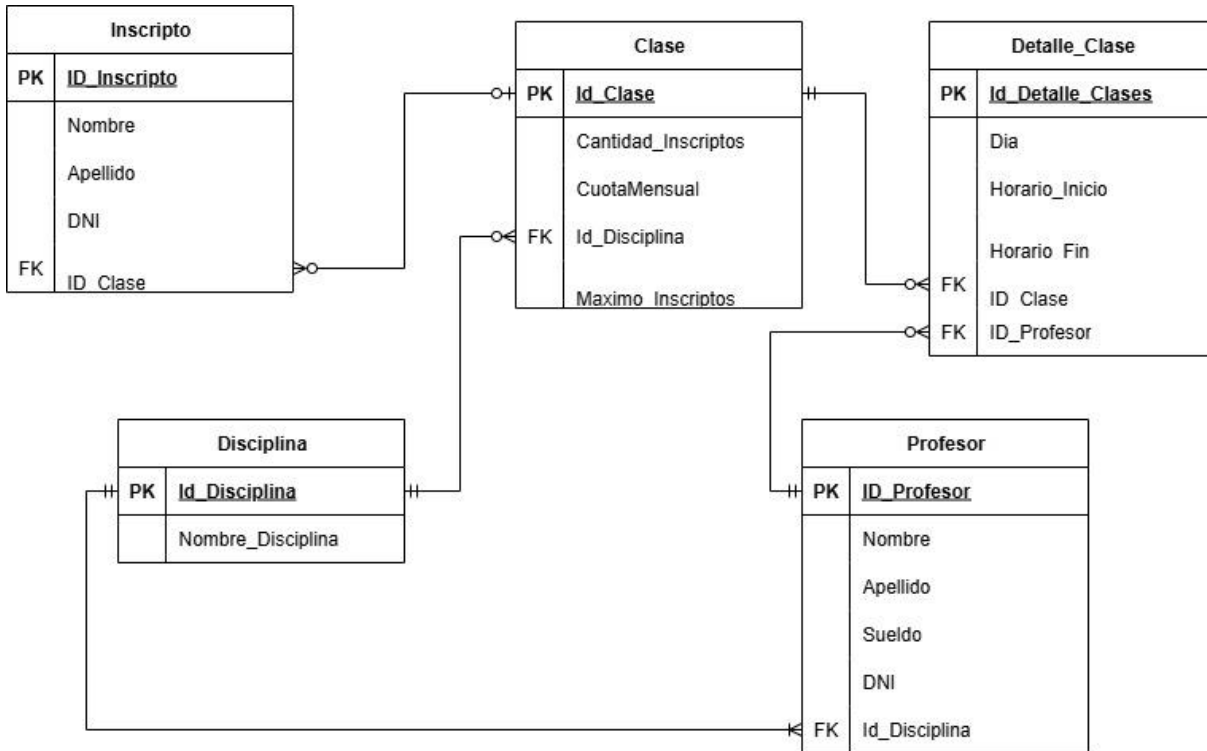 Inscripto
PK ID_Inscripto
Nombre
Apellido
DNI
FK ID_Clase
Clase
PK Id_Clase
Cantidad_Inscriptos
CuotaMensual
FK Id_Disciplina
Maximo_Inscriptos
Detalle_Clase
PK Id_Detalle_Clases
Dia
Horario_Inicio
Horario_Fin
FK ID_Clase
FK ID_Profesor
Disciplina
PK Id_Disciplina
Nombre_Disciplina
Profesor
PK ID_Profesor
Nombre
Apellido
Sueldo
DNI
FK Id_Disciplina